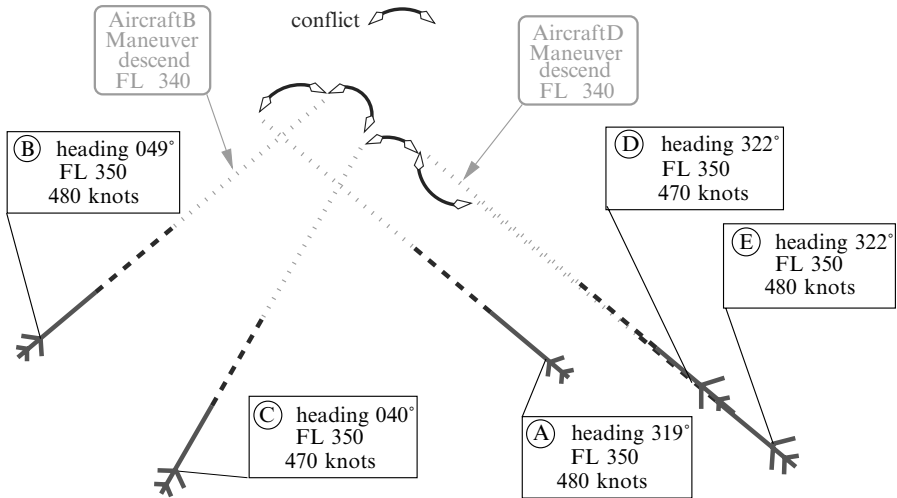 conflict
AircraftB
Maneuver
descend
FL 340
AircraftD
Maneuver
descend
FL 340
B heading 049°
FL 350
480 knots
D heading 322°
FL 350
470 knots
E heading 322°
FL 350
480 knots
C heading 040°
FL 350
470 knots
A heading 319°
FL 350
480 knots